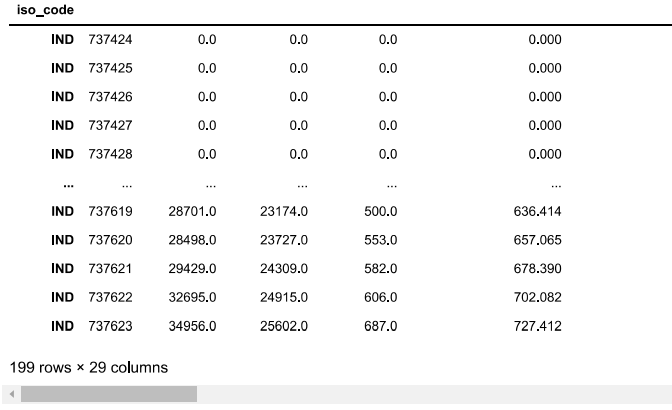 iso_code
IND 737424 0.0 0.0 0.0 0.000
IND 737425 0.0 0.0 0.0 0.000
IND 737426 0.0 0.0 0.0 0.000
IND 737427 0.0 0.0 0.0 0.000
IND 737428 0.0 0.0 0.0 0.000
... ... ... ... ... ...
IND 737619 28701.0 23174.0 500.0 636.414
IND 737620 28498.0 23727.0 553.0 657.065
IND 737621 29429.0 24309.0 582.0 678.390
IND 737622 32695.0 24915.0 606.0 702.082
IND 737623 34956.0 25602.0 687.0 727.412
199 rows × 29 columns